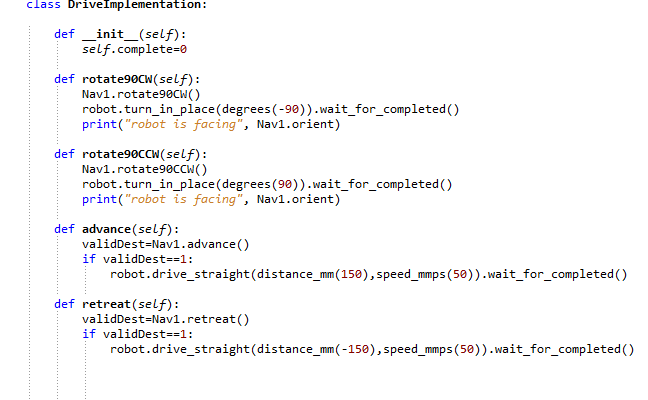 class DriveImplementation:
def __init__(self):
self.complete=0
def rotate90CW(self):
Nav1.rotate90CW()
robot.turn_in_place(degrees(-90)).wait_for_completed()
print("robot is facing", Nav1.orient)
def rotate90CCW(self):
Nav1.rotate90CCW()
robot.turn_in_place(degrees(90)).wait_for_completed()
print("robot is facing", Nav1.orient)
def advance(self):
validDest=Nav1.advance()
if validDest==1:
robot.drive_straight(distance_mm(150),speed_mmps(50)).wait_for_completed()
def retreat(self):
validDest=Nav1.retreat()
if validDest==1:
robot.drive_straight(distance_mm(-150),speed_mmps(50)).wait_for_completed()